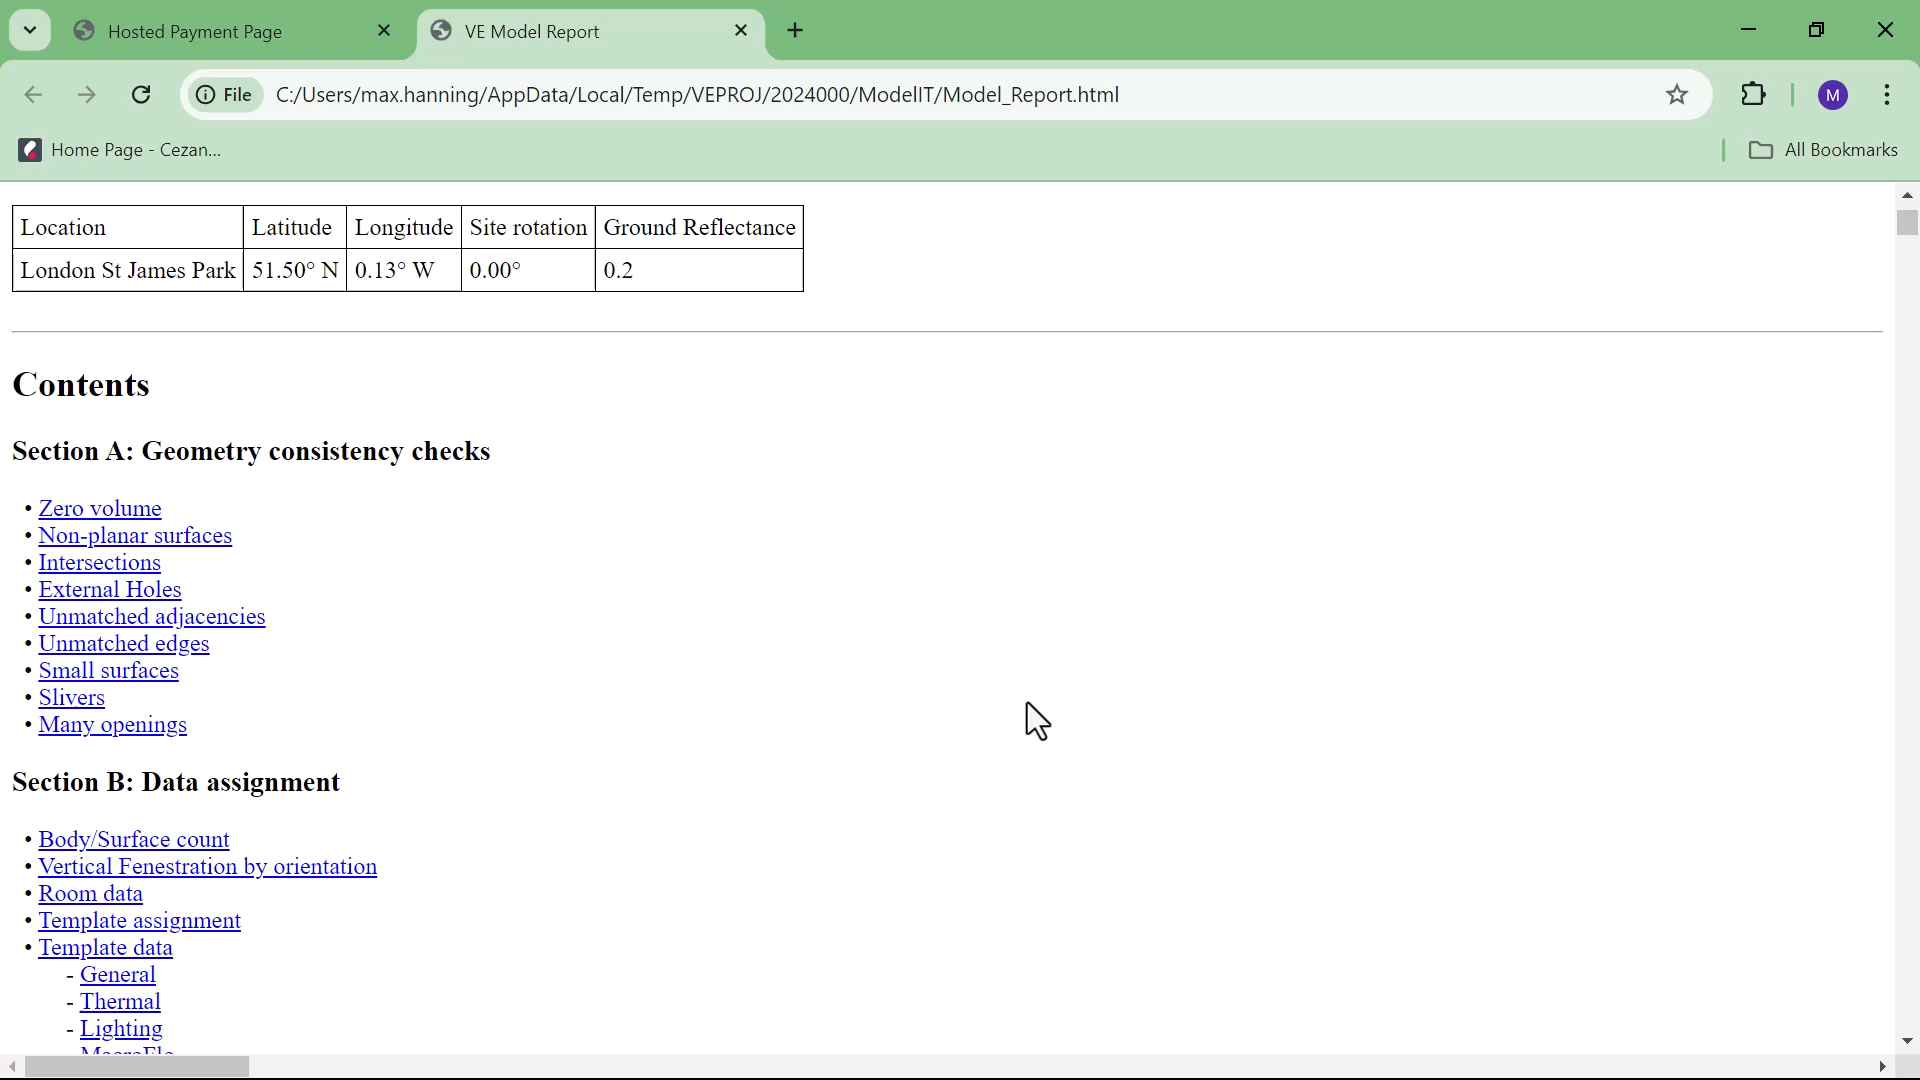 Hosted Payment Page
VE Model Report
File C:/Users/max.hanning/AppData/Local/Temp/VEPROJ/2024000/ModelIT/Model_Report.html
M
Home Page - Cezan...
All Bookmarks
Location Latitude Longitude Site rotation Ground Reflectance
London St James Park 51.50° N 0.13° W 0.00° 0.2
Contents
Section A: Geometry consistency checks
• Zero volume
• Non-planar surfaces
• Intersections
• External Holes
• Unmatched adjacencies
• Unmatched edges
• Small surfaces
• Slivers
• Many openings
Section B: Data assignment
• Body/Surface count
• Vertical Fenestration by orientation
• Room data
• Template assignment
• Template data
- General
- Thermal
- Lighting